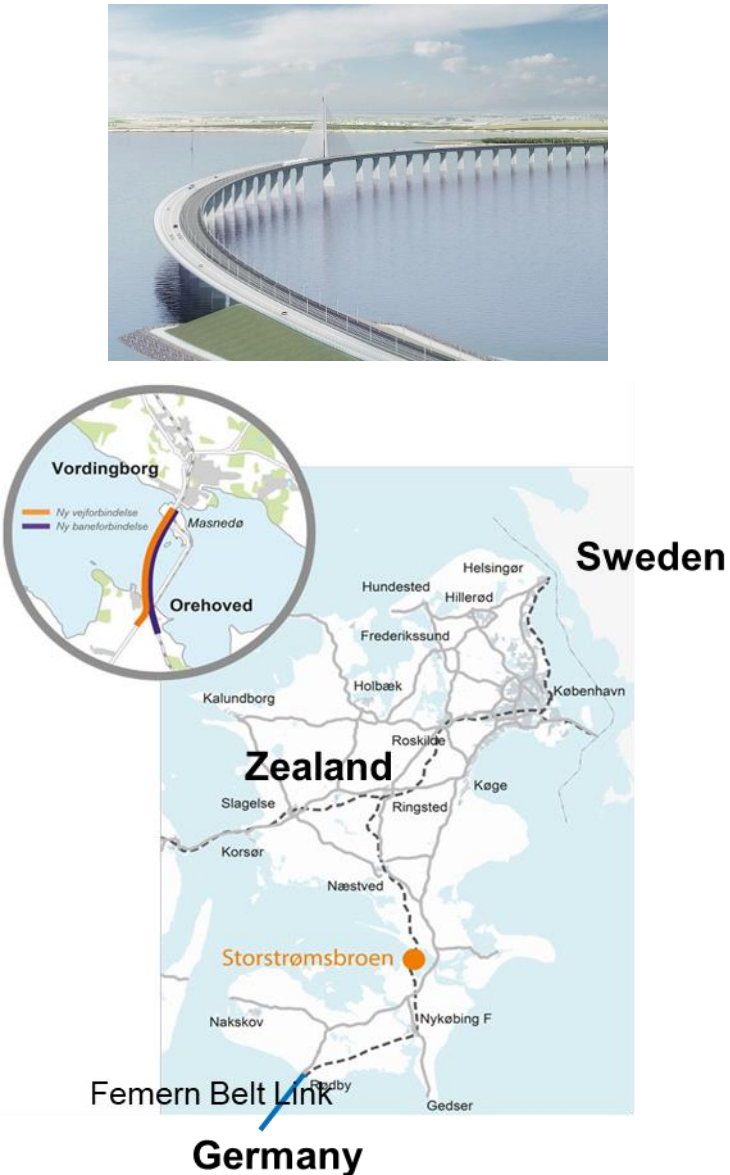 Vordingborg
Ny vejforbindelse
Ny baneforbindelse
Masnedø
Orehoved
Sweden
Helsingør
Hundested
Hillerød
Frederikssund
Holbæk
København
Kalundborg
Roskilde
Zealand
Køge
Slagelse
Ringsted
Korsør
Næstved
Storstrømsbroen
Nakskov
Nykøbing F
Rødby
Femern Belt Link
Gedser
Germany